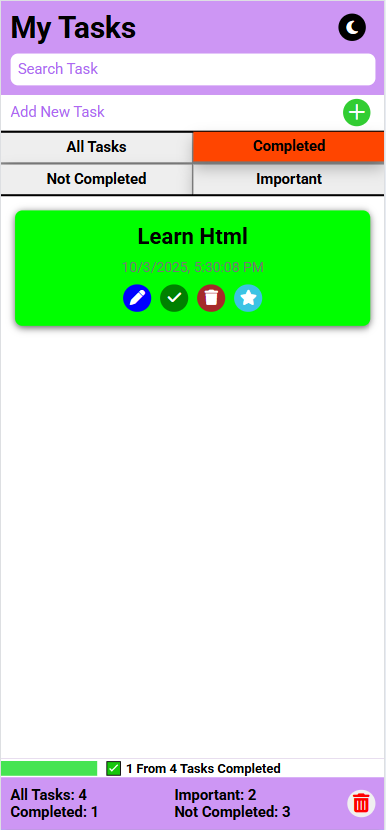 My Tasks
Search Task
Add New Task
All Tasks
Completed
Not Completed
Important
Learn Html
10/3/2025, 5:30:08 PM
1 From 4 Tasks Completed
All Tasks: 4
Important: 2
Completed: 1
Not Completed: 3